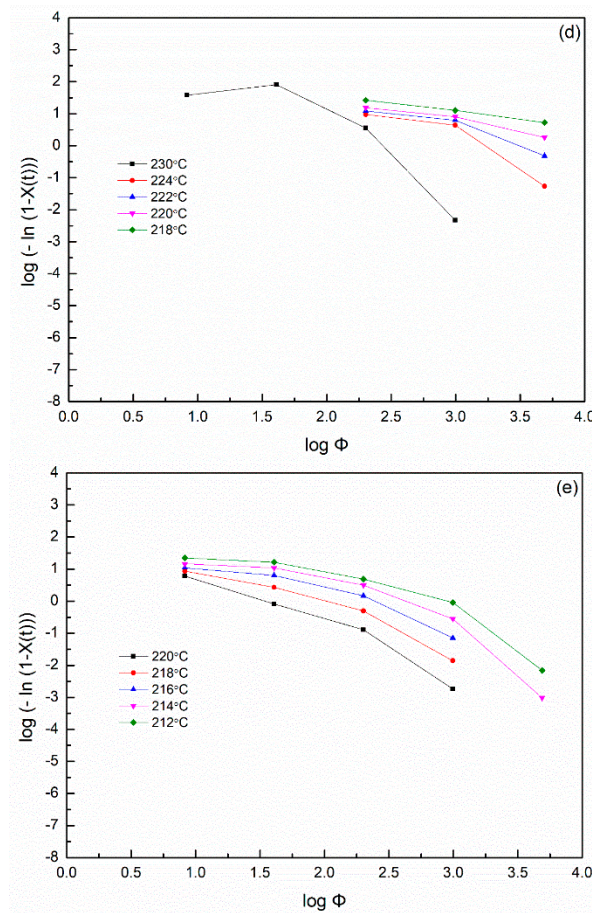 (d)
4
3
2
1
0
-1
-2
-3
-4
-5
-6
-7
-8
log (- ln (1-X(t)))
230°C
224°C
222°C
220°C
218°C
0.0 0.5 1.0 1.5 2.0 2.5 3.0 3.5 4.0
log Φ
(e)
4
3
2
1
0
-1
-2
-3
-4
-5
-6
-7
-8
log (- ln (1-X(t)))
220°C
218°C
216°C
214°C
212°C
0.0 0.5 1.0 1.5 2.0 2.5 3.0 3.5 4.0
log Φ